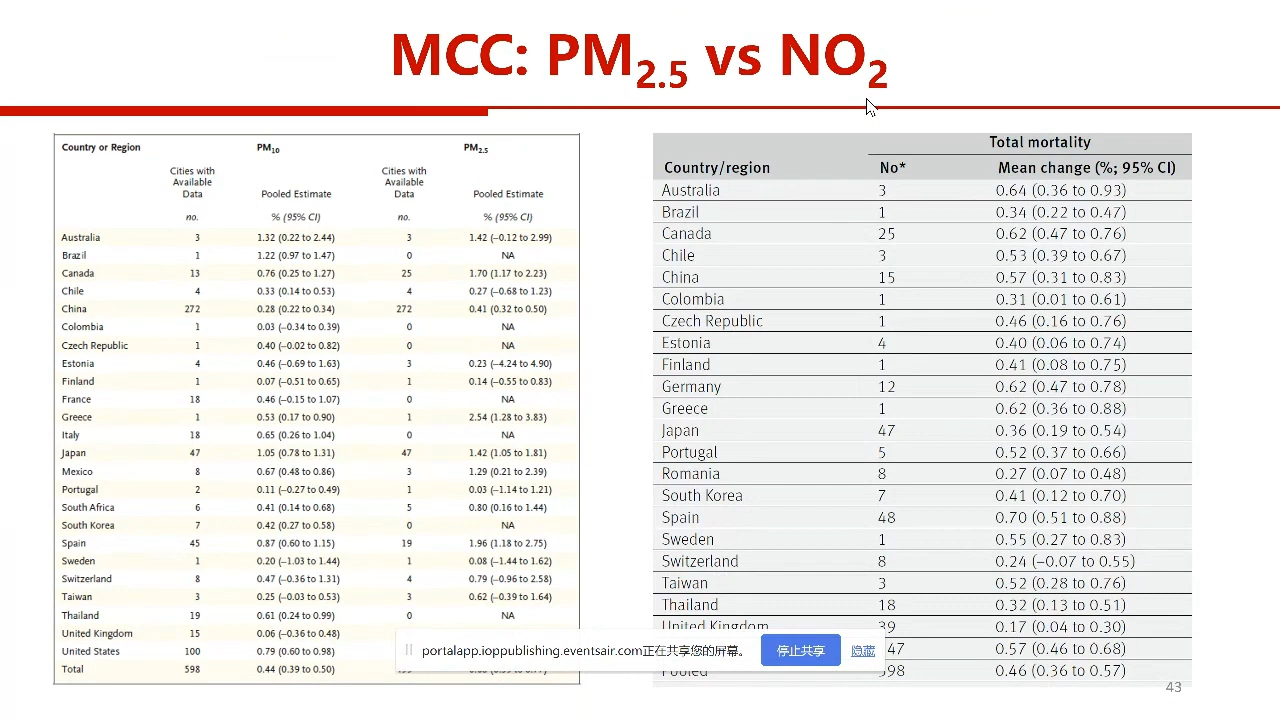 MCC: PM2.5 vs NO2
Country or Region PM10 PM2.5
Cities with Available Data Pooled Estimate Cities with Available Data Pooled Estimate
no. % (95% CI) no. % (95% CI)
Australia 3 1.32 (0.22 to 2.44) 3 1.42 (–0.12 to 2.99)
Brazil 1 1.22 (0.97 to 1.47) 0 NA
Canada 13 0.76 (0.25 to 1.27) 25 1.70 (1.17 to 2.23)
Chile 4 0.33 (0.14 to 0.53) 4 0.27 (–0.68 to 1.23)
China 272 0.28 (0.22 to 0.34) 272 0.41 (0.32 to 0.50)
Colombia 1 0.03 (–0.34 to 0.39) 0 NA
Czech Republic 1 0.40 (–0.02 to 0.82) 0 NA
Estonia 4 0.46 (–0.69 to 1.63) 3 0.23 (–4.24 to 4.90)
Finland 1 0.07 (–0.51 to 0.65) 1 0.14 (–0.55 to 0.83)
France 18 0.46 (–0.15 to 1.07) 0 NA
Greece 1 0.53 (0.17 to 0.90) 1 2.54 (1.28 to 3.83)
Italy 18 0.65 (0.26 to 1.04) 0 NA
Japan 47 1.05 (0.78 to 1.31) 47 1.42 (1.05 to 1.81)
Mexico 8 0.67 (0.48 to 0.86) 3 1.29 (0.21 to 2.39)
Portugal 2 0.11 (–0.27 to 0.49) 1 0.03 (–1.14 to 1.21)
South Africa 6 0.41 (0.14 to 0.68) 5 0.80 (0.16 to 1.44)
South Korea 7 0.42 (0.27 to 0.58) 0 NA
Spain 45 0.87 (0.60 to 1.15) 19 1.96 (1.18 to 2.75)
Sweden 1 0.20 (–1.03 to 1.44) 1 0.08 (–1.44 to 1.62)
Switzerland 8 0.47 (–0.36 to 1.31) 4 0.79 (–0.96 to 2.58)
Taiwan 3 0.25 (–0.03 to 0.53) 3 0.62 (–0.39 to 1.64)
Thailand 19 0.61 (0.24 to 0.99) 0 NA
United Kingdom 15 0.06 (–0.36 to 0.48)
United States 100 0.79 (0.60 to 0.98)
Total 598 0.44 (0.39 to 0.50)
Total mortality
Country/region No* Mean change (%; 95% CI)
Australia 3 0.64 (0.36 to 0.93)
Brazil 1 0.34 (0.22 to 0.47)
Canada 25 0.62 (0.47 to 0.76)
Chile 3 0.53 (0.39 to 0.67)
China 15 0.57 (0.31 to 0.83)
Colombia 1 0.31 (0.01 to 0.61)
Czech Republic 1 0.46 (0.16 to 0.76)
Estonia 4 0.40 (0.06 to 0.74)
Finland 1 0.41 (0.08 to 0.75)
Germany 12 0.62 (0.47 to 0.78)
Greece 1 0.62 (0.36 to 0.88)
Japan 47 0.36 (0.19 to 0.54)
Portugal 5 0.52 (0.37 to 0.66)
Romania 8 0.27 (0.07 to 0.48)
South Korea 7 0.41 (0.12 to 0.70)
Spain 48 0.70 (0.51 to 0.88)
Sweden 1 0.55 (0.27 to 0.83)
Switzerland 8 0.24 (–0.07 to 0.55)
Taiwan 3 0.52 (0.28 to 0.76)
Thailand 18 0.32 (0.13 to 0.51)
United Kingdom 39 0.17 (0.04 to 0.30)
0.57 (0.46 to 0.68)
Pooled 0.46 (0.36 to 0.57)
portalapp.ioppublishing.eventsair.com正在共享您的屏幕。 停止共享 隐藏
43